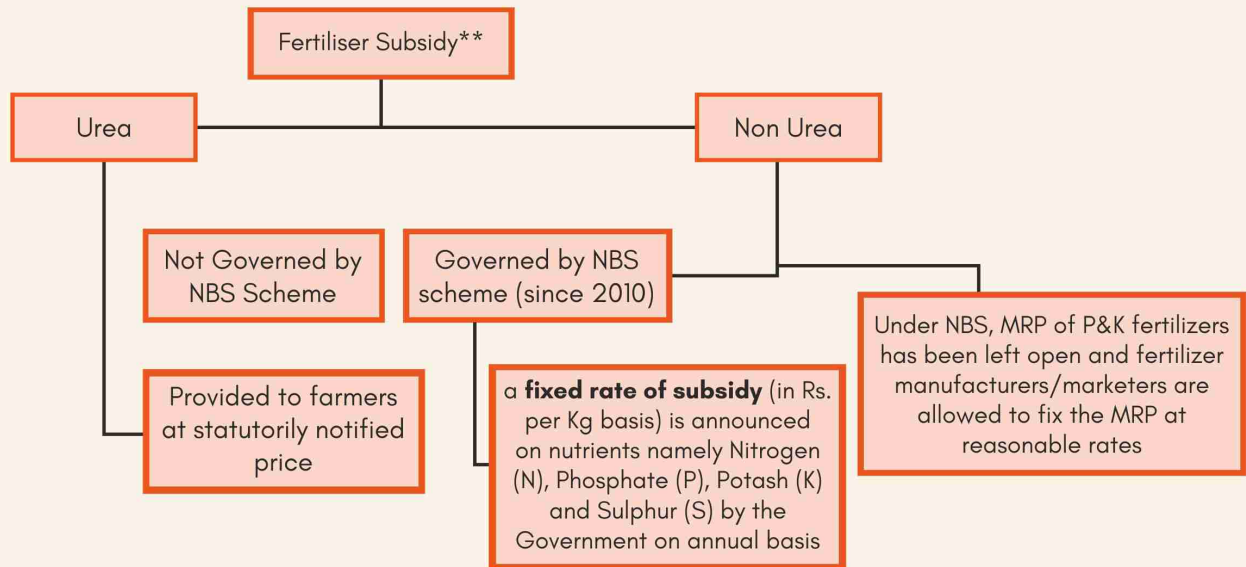 Fertiliser Subsidy**
Urea
Non Urea
Not Governed by
NBS Scheme
Governed by NBS
scheme (since 2010)
Under NBS, MRP of P&K fertilizers
has been left open and fertilizer
manufacturers/marketers are
allowed to fix the MRP at
reasonable rates
Provided to farmers
at statutorily notified
price
a fixed rate of subsidy (in Rs.
per Kg basis) is announced
on nutrients namely Nitrogen
(N), Phosphate (P), Potash (K)
and Sulphur (S) by the
Government on annual basis